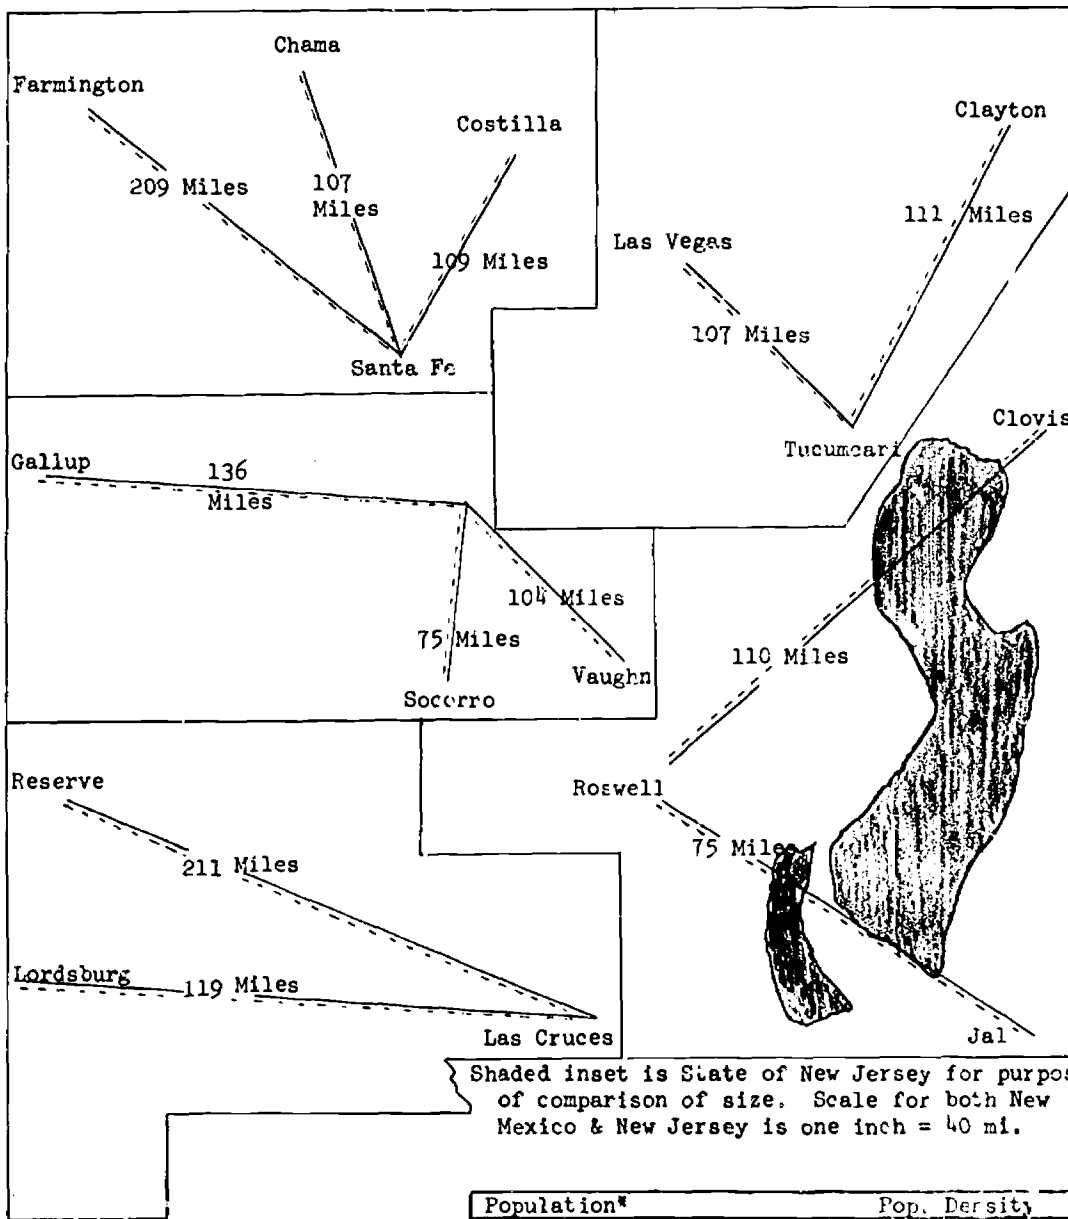 Chama
Farmington
Costilla
Clayton
209 Miles
107
Miles
111 Miles
Las Vegas
109 Miles
107 Miles
Santa Fe
Clovis
Tucumcari
Gallup
136
Miles
104 Miles
75 Miles
110 Miles
Vaughn
Socorro
Reserve
Roswell
75 Miles
211 Miles
Lordsburg
119 Miles
Las Cruces
Jal
Shaded inset is State of New Jersey for purpos
of comparison of size. Scale for both New
Mexico & New Jersey is one inch = 40 mi.
Population* Pop. Density